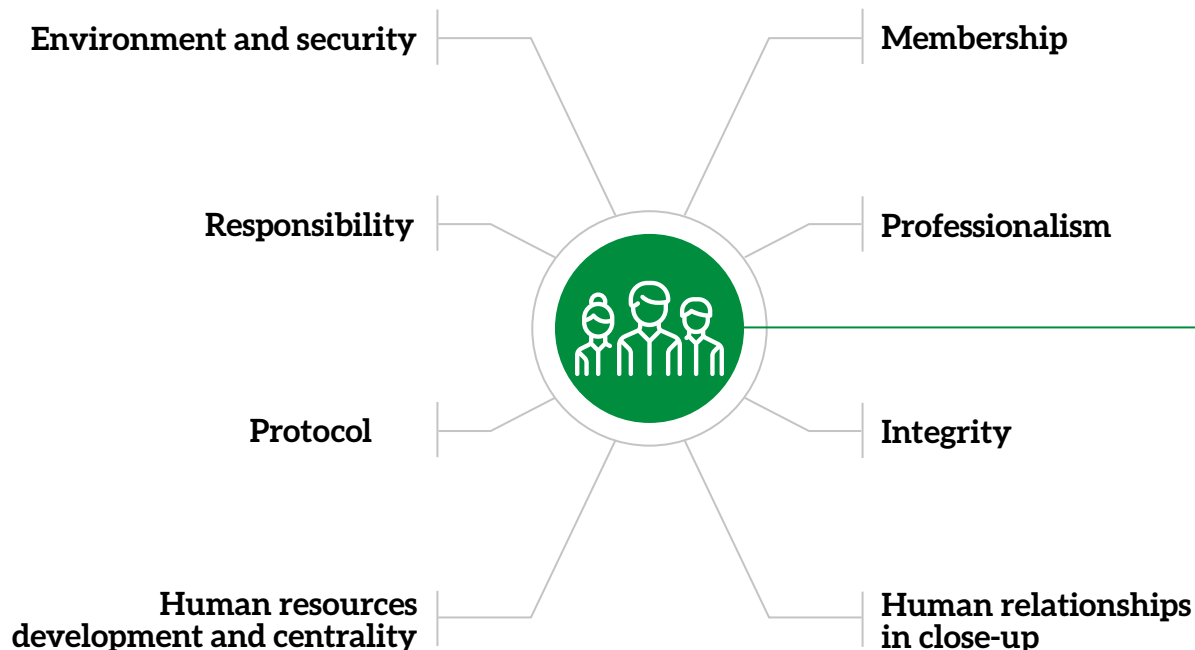 Environment and security
Membership
Responsibility
Professionalism
Protocol
Integrity
Human resources
development and centrality
Human relationships
in close-up